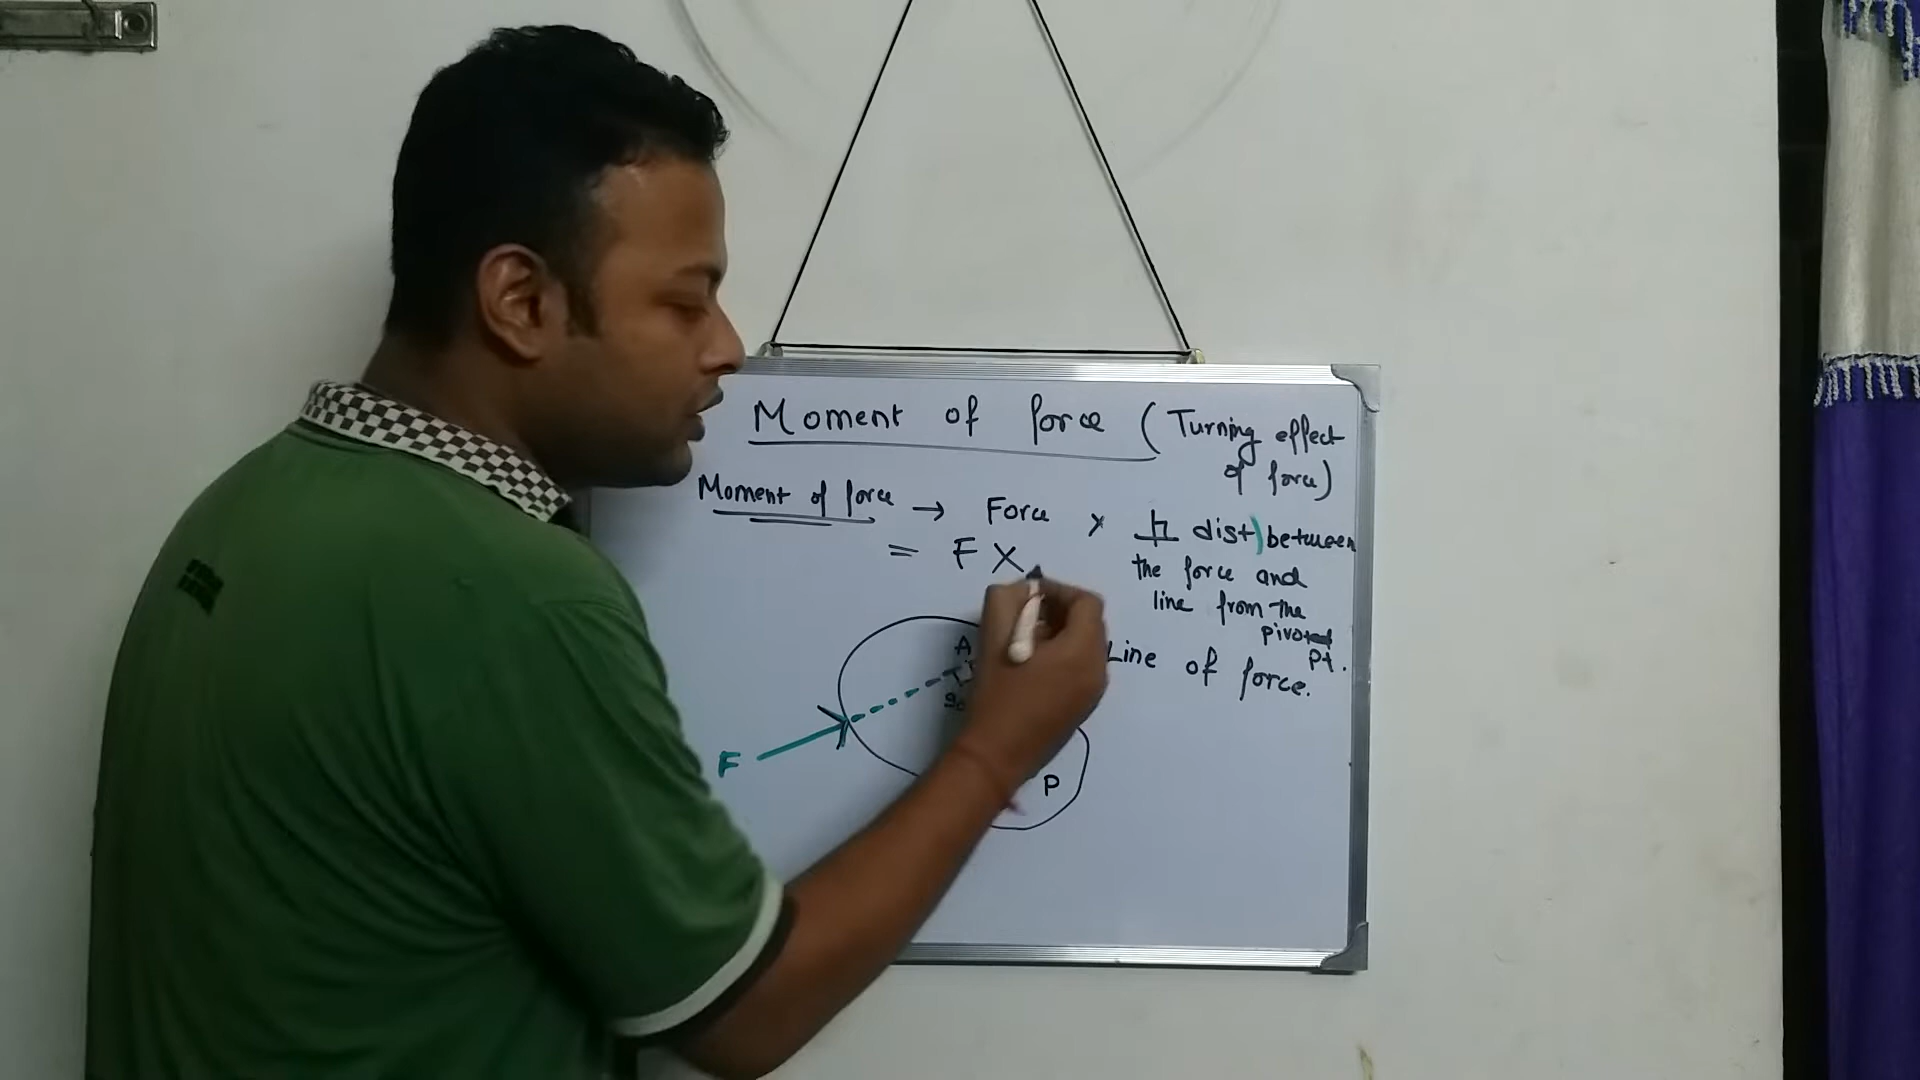 Moment of force (Turning effect
of force)
Moment of force → Force × ⊥r dist) between
the force and
line from the
pivoted
pt.
= F ×
A
Line of force.
90
F
P